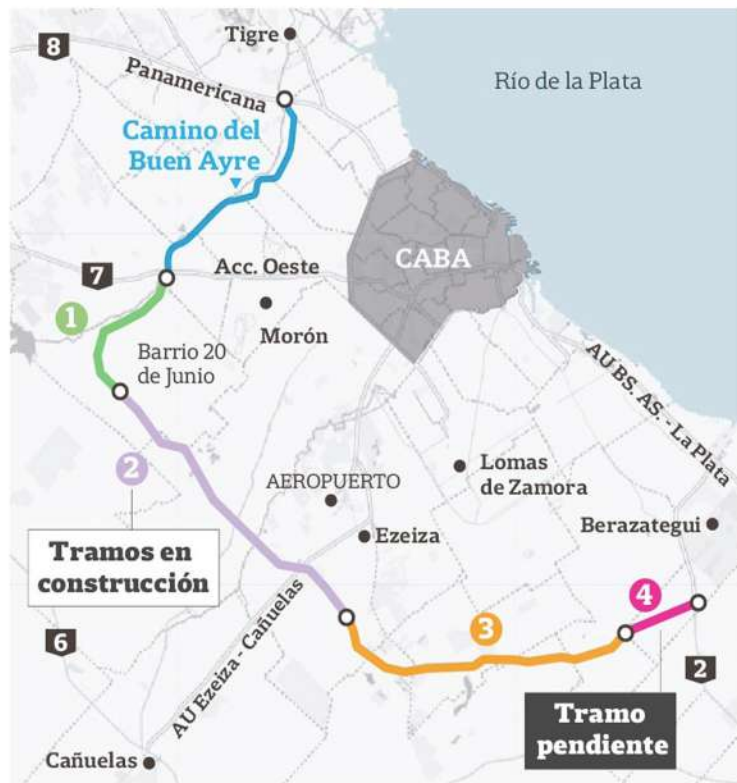 Tigre
8
Panamericana
Río de la Plata
Camino del
Buen Ayre
CABA
7
Acc. Oeste
1
Morón
Barrio 20
de Junio
AU BS. AS. - La Plata
2
AEROPUERTO
Lomas
de Zamora
Ezeiza
Berazategui
Tramos en
construcción
4
3
6
AU Ezeiza - Cañuelas
2
Tramo
pendiente
Cañuelas